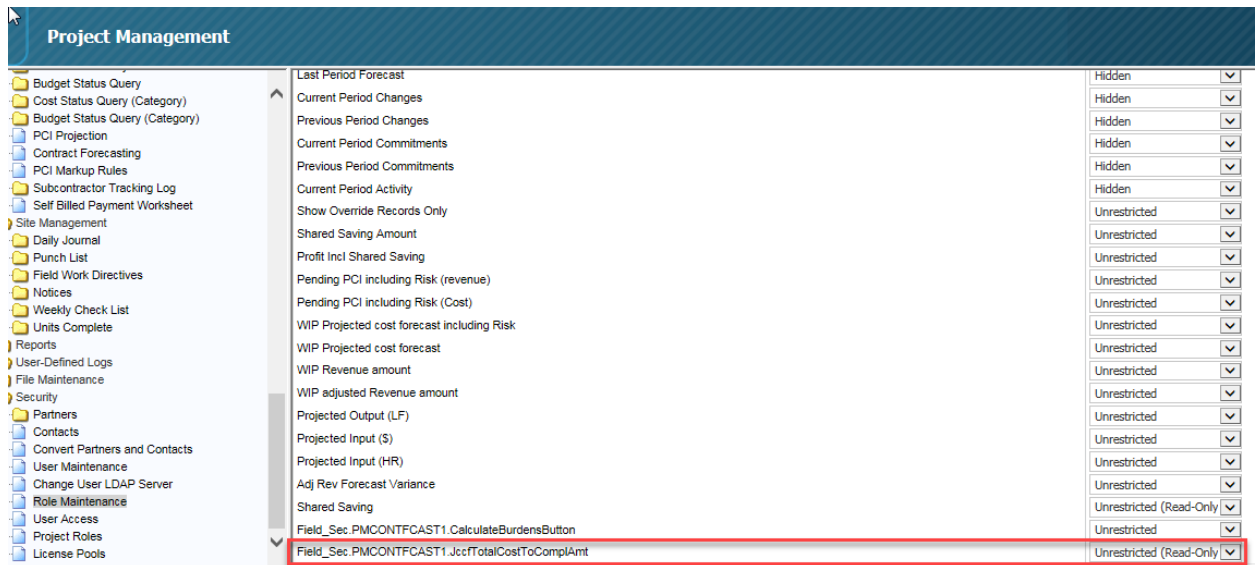 Project Management
Budget Status Query
Cost Status Query (Category)
Budget Status Query (Category)
PCI Projection
Contract Forecasting
PCI Markup Rules
Subcontractor Tracking Log
Self Billed Payment Worksheet
Site Management
Daily Journal
Punch List
Field Work Directives
Notices
Weekly Check List
Units Complete
Reports
User-Defined Logs
File Maintenance
Security
Partners
Contacts
Convert Partners and Contacts
User Maintenance
Change User LDAP Server
Role Maintenance
User Access
Project Roles
License Pools
Last Period Forecast Hidden
Current Period Changes Hidden
Previous Period Changes Hidden
Current Period Commitments Hidden
Previous Period Commitments Hidden
Current Period Activity Hidden
Show Override Records Only Unrestricted
Shared Saving Amount Unrestricted
Profit Incl Shared Saving Unrestricted
Pending PCI including Risk (revenue) Unrestricted
Pending PCI including Risk (Cost) Unrestricted
WIP Projected cost forecast including Risk Unrestricted
WIP Projected cost forecast Unrestricted
WIP Revenue amount Unrestricted
WIP adjusted Revenue amount Unrestricted
Projected Output (LF) Unrestricted
Projected Input ($) Unrestricted
Projected Input (HR) Unrestricted
Adj Rev Forecast Variance Unrestricted
Shared Saving Unrestricted (Read-Only
Field_Sec.PMCONTFCAST1.CalculateBurdensButton Unrestricted
Field_Sec.PMCONTFCAST1.JccfTotalCostToComplAmt Unrestricted (Read-Only